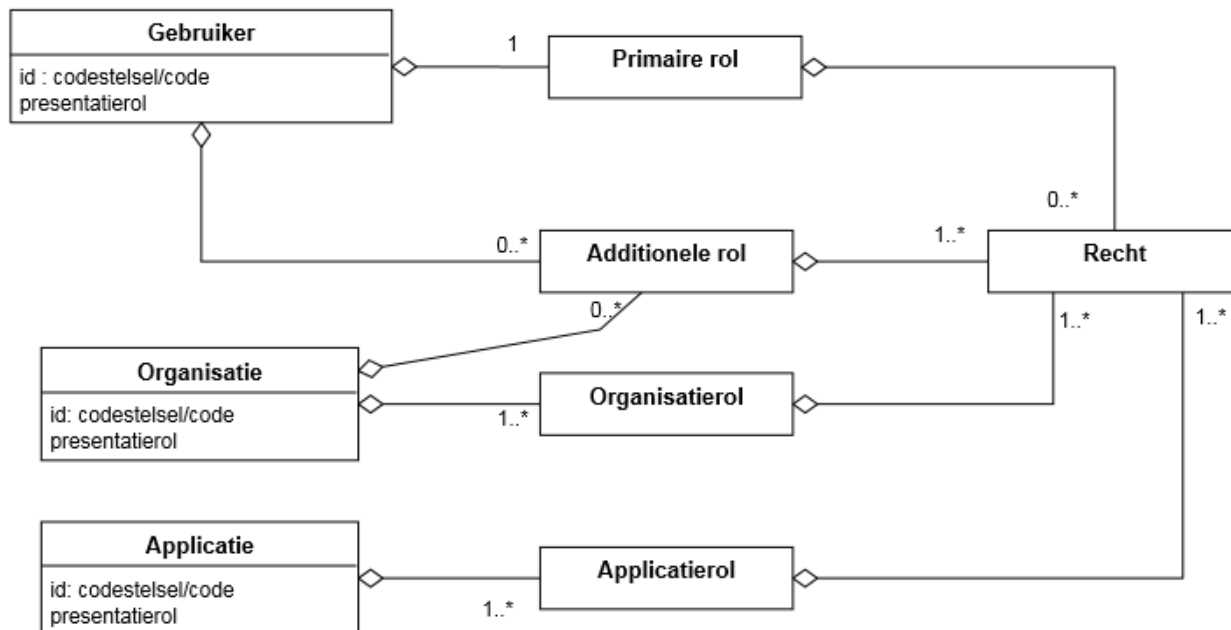 Gebruiker
id : codestelsel/code
presentatierol
1
Primaire rol
0..*
0..*
Additionele rol
1..*
Recht
0..*
1..*
1..*
Organisatie
id: codestelsel/code
presentatierol
1..*
Organisatierol
Applicatie
id: codestelsel/code
presentatierol
1..*
Applicatierol